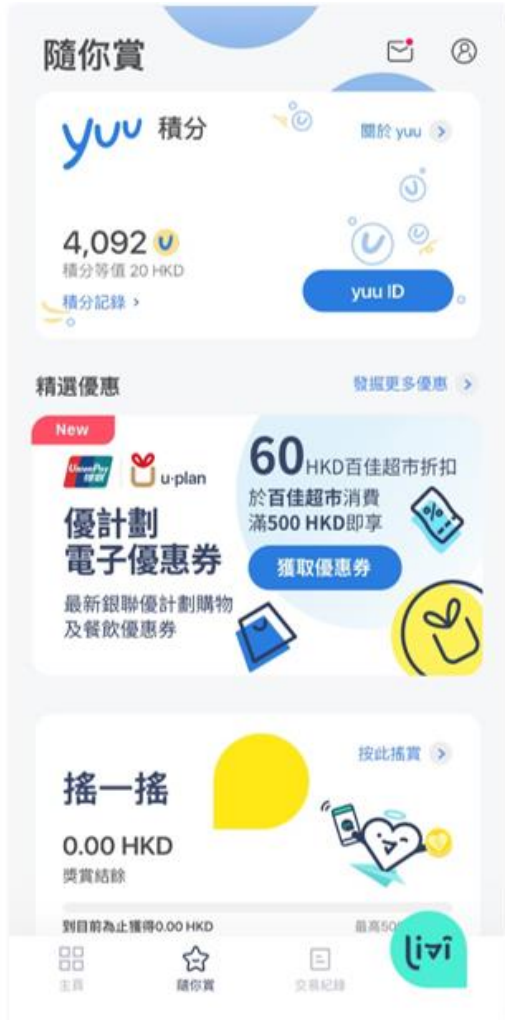 隨你賞
yuu 積分
關於 yuu
4,092
積分等值 20 HKD
積分記錄
yuu ID
精選優惠
發掘更多優惠
New
UnionPay
银联
u·plan
優計劃
電子優惠券
最新銀聯優計劃購物
及餐飲優惠券
60HKD百佳超市折扣
於百佳超市消費
滿500 HKD即享
獲取優惠券
按此搖賞
搖一搖
0.00 HKD
獎賞結餘
到目前為止獲得0.00 HKD
最高50
主頁
隨你賞
交易紀錄
livi